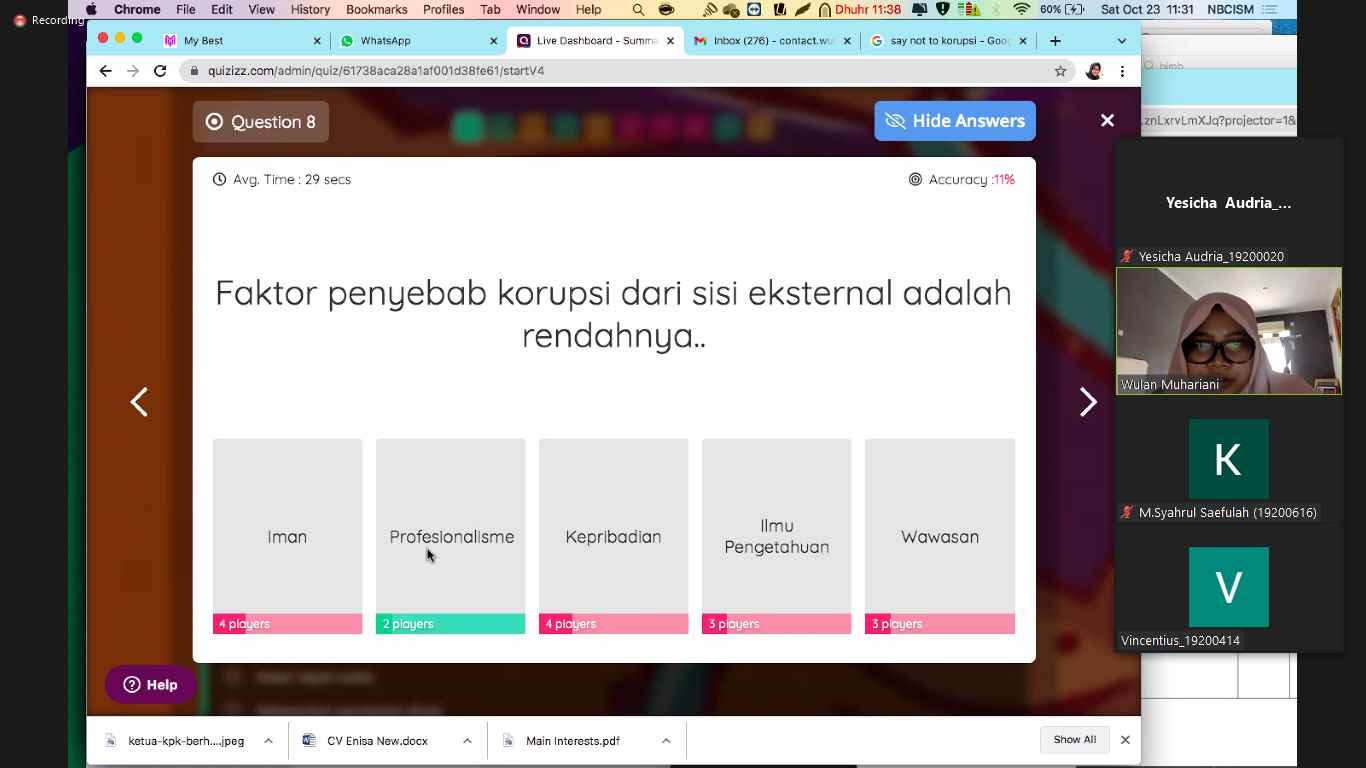 Recording
Chrome File Edit View History Bookmarks Profiles Tab Window Help Dhuhr 11:38 60% Sat Oct 23 11:31 NBCISM
My Best
WhatsApp
Live Dashboard - Summa
Inbox (276) - contact.wul
say not to korupsi - Goog
quizizz.com/admin/quiz/61738aca28a1af001d38fe61/startV4
himb
.znLxrvLmXJq?projector=1&
Question 8
Hide Answers
Avg. Time : 29 secs
Accuracy :11%
Faktor penyebab korupsi dari sisi eksternal adalah
rendahnya..
Iman
Profesionalisme
Kepribadian
Ilmu
Pengetahuan
Wawasan
4 players
2 players
4 players
3 players
3 players
Help
Yesicha Audria_...
Yesicha Audria_19200020
Wulan Muhariani
K
M.Syahrul Saefulah (19200616)
V
Vincentius_19200414
ketua-kpk-berh....jpeg
CV Enisa New.docx
Main Interests.pdf
Show All